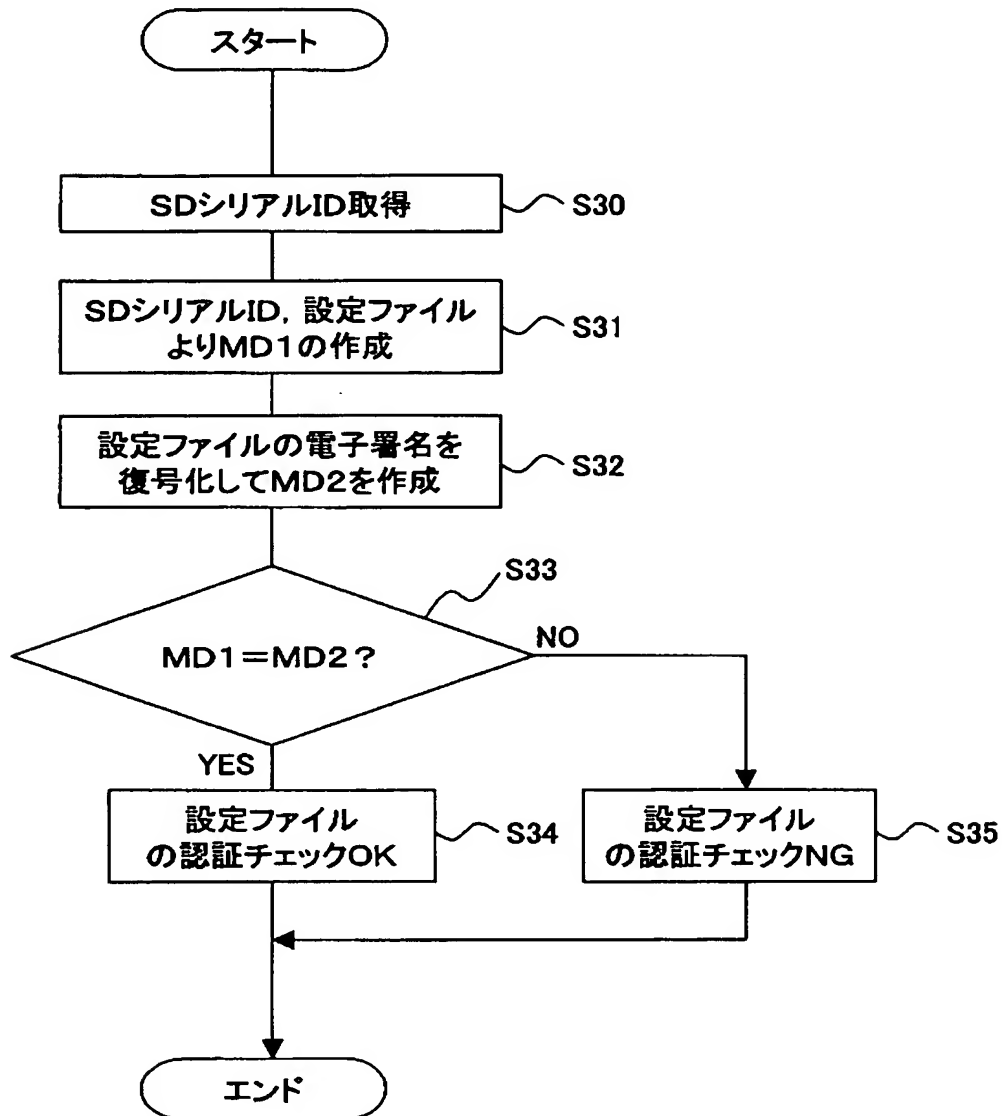 スタート
SDシリアルID取得
S30
SDシリアルID, 設定ファイル
よりMD1の作成
S31
設定ファイルの電子署名を
復号化してMD2を作成
S32
S33
MD1=MD2?
NO
YES
設定ファイル
の認証チェックOK
S34
設定ファイル
の認証チェックNG
S35
エンド